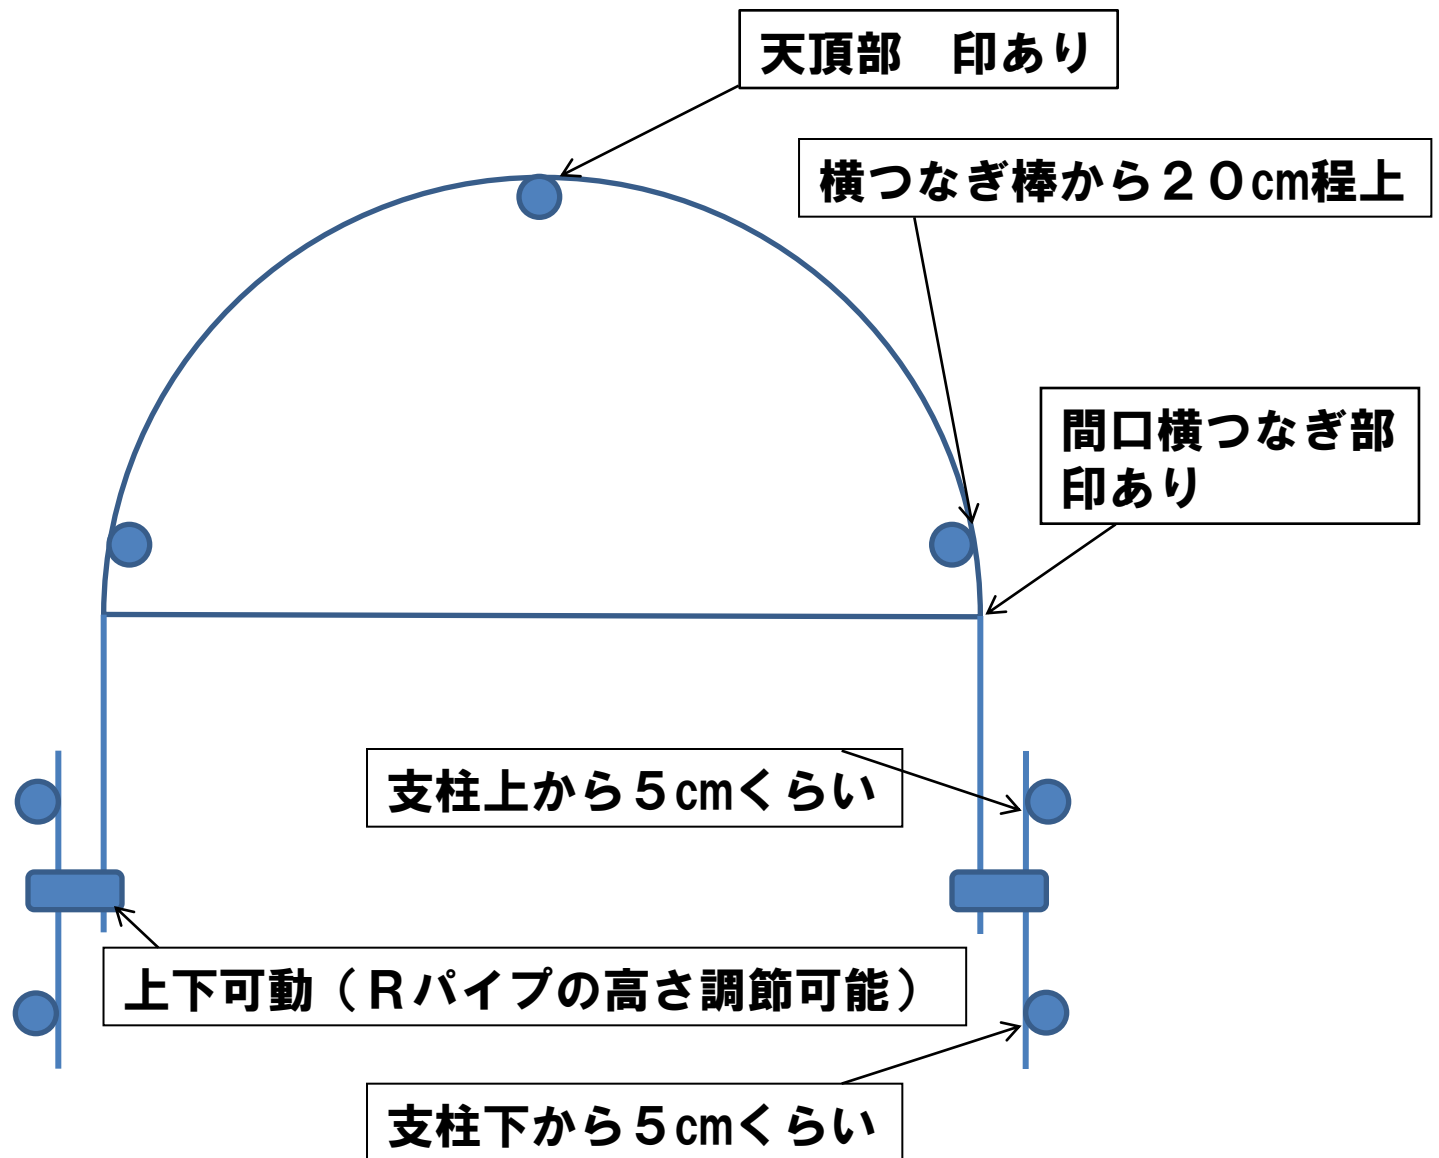 天頂部　印あり
横つなぎ棒から２０㎝程上
間口横つなぎ部
印あり
支柱上から５㎝くらい
上下可動（Ｒパイプの高さ調節可能）
支柱下から５㎝くらい